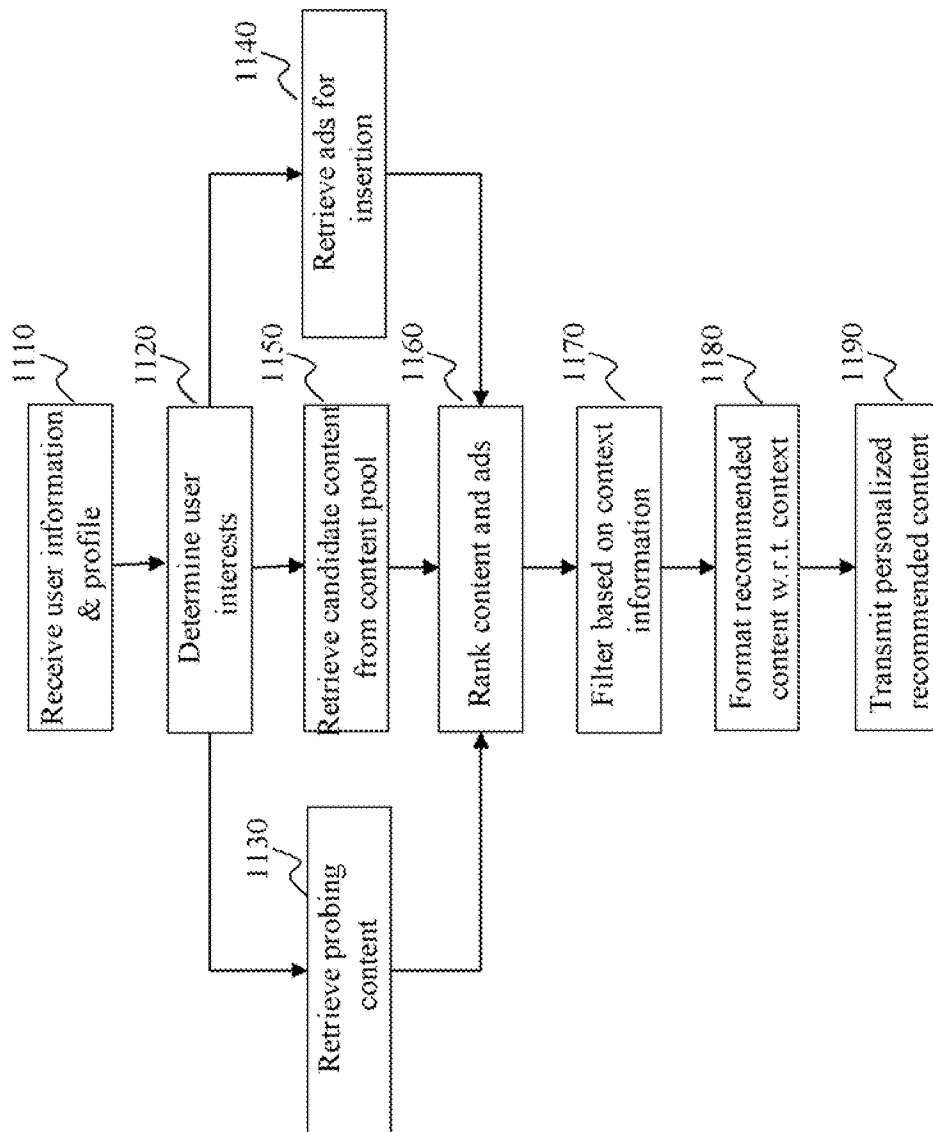 1110
Receive user information
& profile
1120
Determine user
interests
1130
Retrieve probing
content
1150
Retrieve candidate content
from content pool
1140
Retrieve ads for
insertion
1160
Rank content and ads
1170
Filter based on context
information
1180
Format recommended
content w.r.t. context
1190
Transmit personalized
recommended content